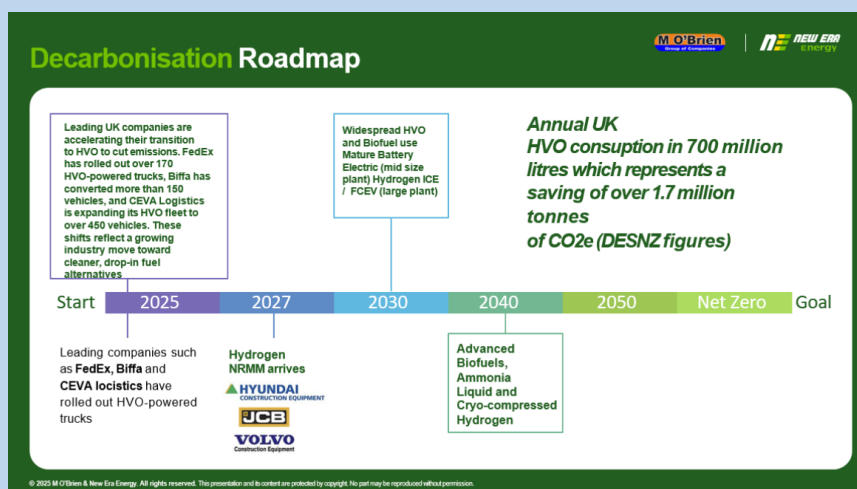 Decarbonisation Roadmap
M O'Brien
Group of Companies
NEW ERA
Energy
Leading UK companies are
accelerating their transition
to HVO to cut emissions. FedEx
has rolled out over 170
HVO-powered trucks, Biffa has
converted more than 150
vehicles, and CEVA Logistics
is expanding its HVO fleet to
over 450 vehicles. These
shifts reflect a growing
industry move toward
cleaner, drop-in fuel
alternatives
Widespread HVO
and Biofuel use
Mature Battery
Electric (mid size
plant) Hydrogen ICE
/ FCEV (large plant)
Annual UK
HVO consuption in 700 million
litres which represents a
saving of over 1.7 million
tonnes
of CO2e (DESNZ figures)
Start 2025 2027 2030 2040 2050 Net Zero Goal
Leading companies such
as FedEx, Biffa and
CEVA logistics have
rolled out HVO-powered
trucks
Hydrogen
NRMM arrives
HYUNDAI
CONSTRUCTION EQUIPMENT
JCB
VOLVO
Construction Equipment
Advanced
Biofuels,
Ammonia
Liquid and
Cryo-compressed
Hydrogen
© 2025 M O'Brien & New Era Energy. All rights reserved. This presentation and its content are protected by copyright. No part may be reproduced without permission.